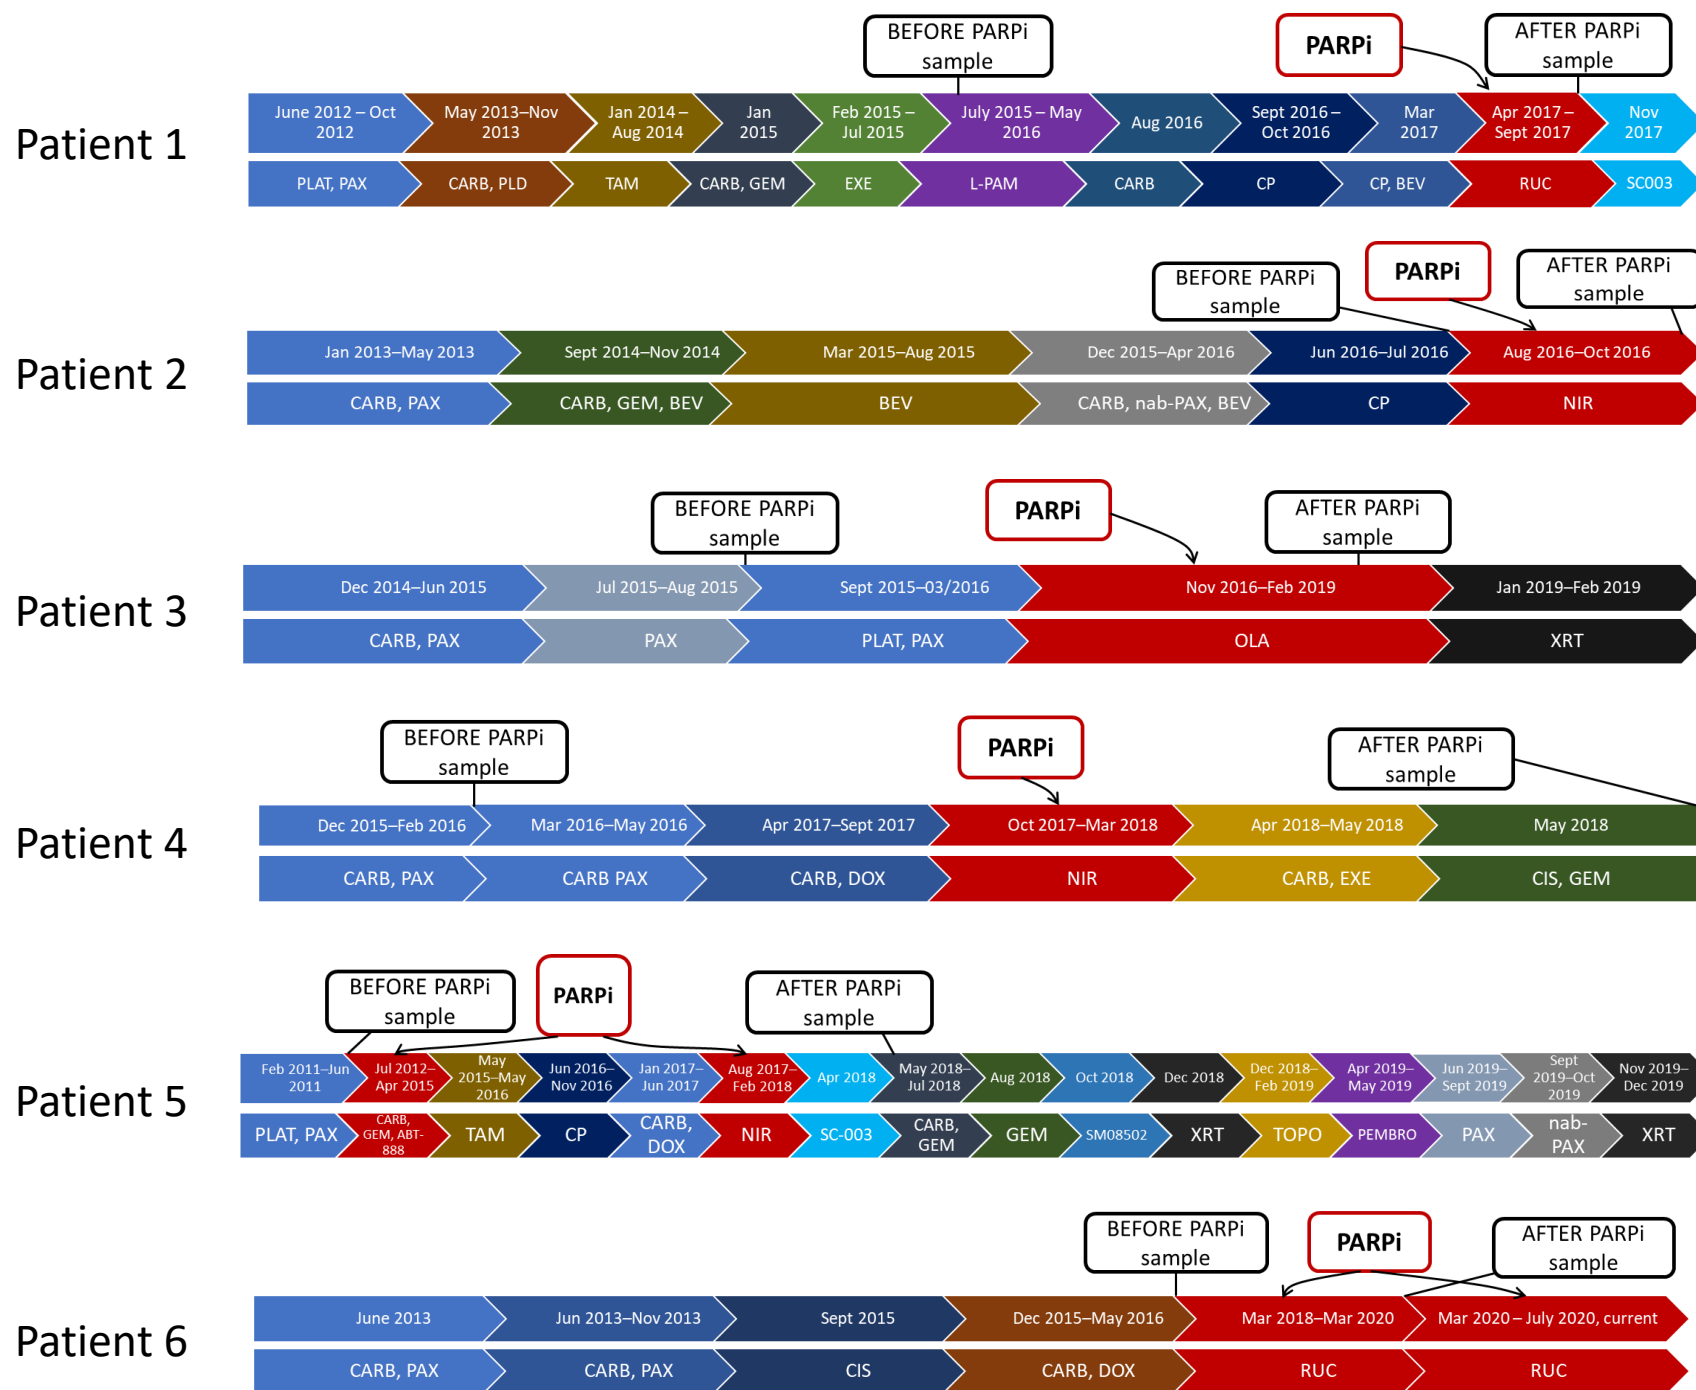 BEFORE PARPi
sample
PARPi
AFTER PARPi
sample
Patient 1
June 2012 – Oct
2012
May 2013–Nov
2013
Jan 2014 –
Aug 2014
Jan
2015
Feb 2015 –
Jul 2015
July 2015 – May
2016
Aug 2016
Sept 2016 –
Oct 2016
Mar
2017
Apr 2017 –
Sept 2017
Nov
2017
PLAT, PAX
CARB, PLD
TAM
CARB, GEM
EXE
L-PAM
CARB
CP
CP, BEV
RUC
SC003
BEFORE PARPi
sample
PARPi
AFTER PARPi
sample
Patient 2
Jan 2013–May 2013
Sept 2014–Nov 2014
Mar 2015–Aug 2015
Dec 2015–Apr 2016
Jun 2016–Jul 2016
Aug 2016–Oct 2016
CARB, PAX
CARB, GEM, BEV
BEV
CARB, nab-PAX, BEV
CP
NIR
BEFORE PARPi
sample
PARPi
AFTER PARPi
sample
Patient 3
Dec 2014–Jun 2015
Jul 2015–Aug 2015
Sept 2015–03/2016
Nov 2016–Feb 2019
Jan 2019–Feb 2019
CARB, PAX
PAX
PLAT, PAX
OLA
XRT
BEFORE PARPi
sample
PARPi
AFTER PARPi
sample
Patient 4
Dec 2015–Feb 2016
Mar 2016–May 2016
Apr 2017–Sept 2017
Oct 2017–Mar 2018
Apr 2018–May 2018
May 2018
CARB, PAX
CARB PAX
CARB, DOX
NIR
CARB, EXE
CIS, GEM
BEFORE PARPi
sample
PARPi
AFTER PARPi
sample
Patient 5
Feb 2011–Jun
2011
Jul 2012–
Apr 2015
May
2015–May
2016
Jun 2016–
Nov 2016
Jan 2017–
Jun 2017
Aug 2017–
Feb 2018
Apr 2018
May 2018–
Jul 2018
Aug 2018
Oct 2018
Dec 2018
Dec 2018–
Feb 2019
Apr 2019–
May 2019
Jun 2019–
Sept 2019
Sept
2019–Oct
2019
Nov 2019–
Dec 2019
PLAT, PAX
CARB,
GEM, ABT-
888
TAM
CP
CARB,
DOX
NIR
SC-003
CARB,
GEM
GEM
SM08502
XRT
TOPO
PEMBRO
PAX
nab-
PAX
XRT
BEFORE PARPi
sample
PARPi
AFTER PARPi
sample
Patient 6
June 2013
Jun 2013–Nov 2013
Sept 2015
Dec 2015–May 2016
Mar 2018–Mar 2020
Mar 2020 – July 2020, current
CARB, PAX
CARB, PAX
CIS
CARB, DOX
RUC
RUC